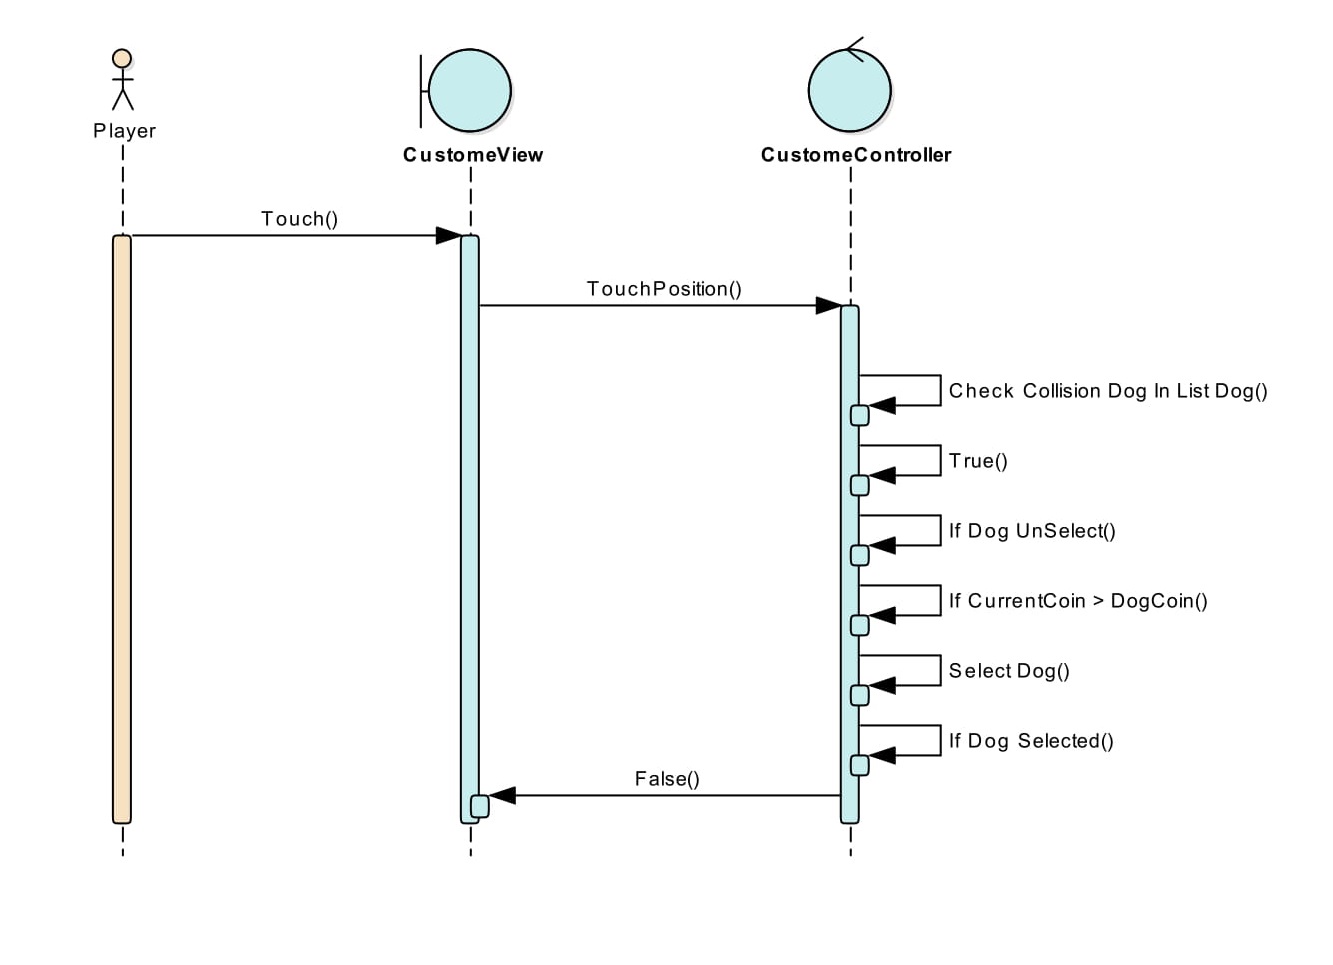 Player
CustomeView
CustomeController
Touch()
TouchPosition()
Check Collision Dog In List Dog()
True()
If Dog UnSelect()
If CurrentCoin > DogCoin()
Select Dog()
If Dog Selected()
False()